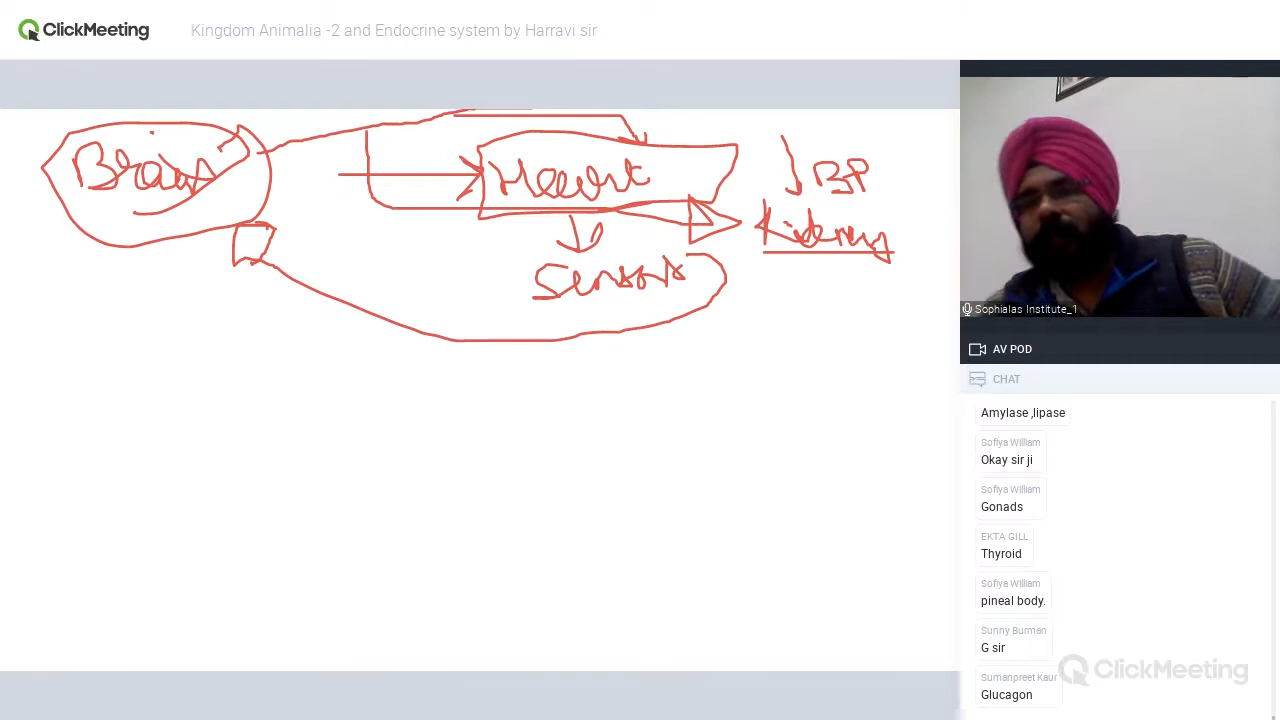 ClickMeeting
Kingdom Animalia -2 and Endocrine system by Harravi sir
Brain
Heart
↓ BP
Kidney
Sensors
Sophialas Institute_1
AV POD
CHAT
Amylase ,lipase
Sofiya William
Okay sir ji
Sofiya William
Gonads
EKTA GILL
Thyroid
Sofiya William
pineal body.
Sunny Burman
G sir
Sumanpreet Kaur
Glucagon
ClickMeeting